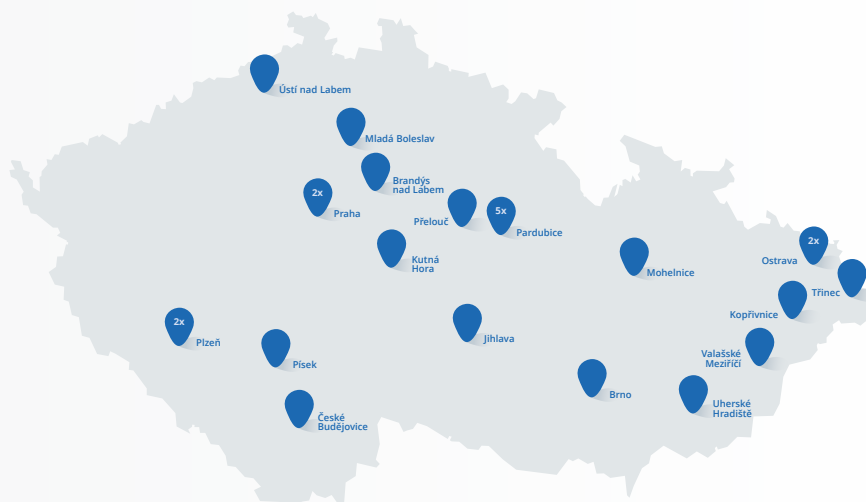 Ústí nad Labem
Mladá Boleslav
Brandýs
nad Labem
2x
Praha
Přelouč
5x
Pardubice
Kutná
Hora
Mohelnice
2x
Ostrava
Třinec
Kopřivnice
2x
Plzeň
Jihlava
Písek
Valašské
Meziříčí
Brno
Uherské
Hradiště
České
Budějovice